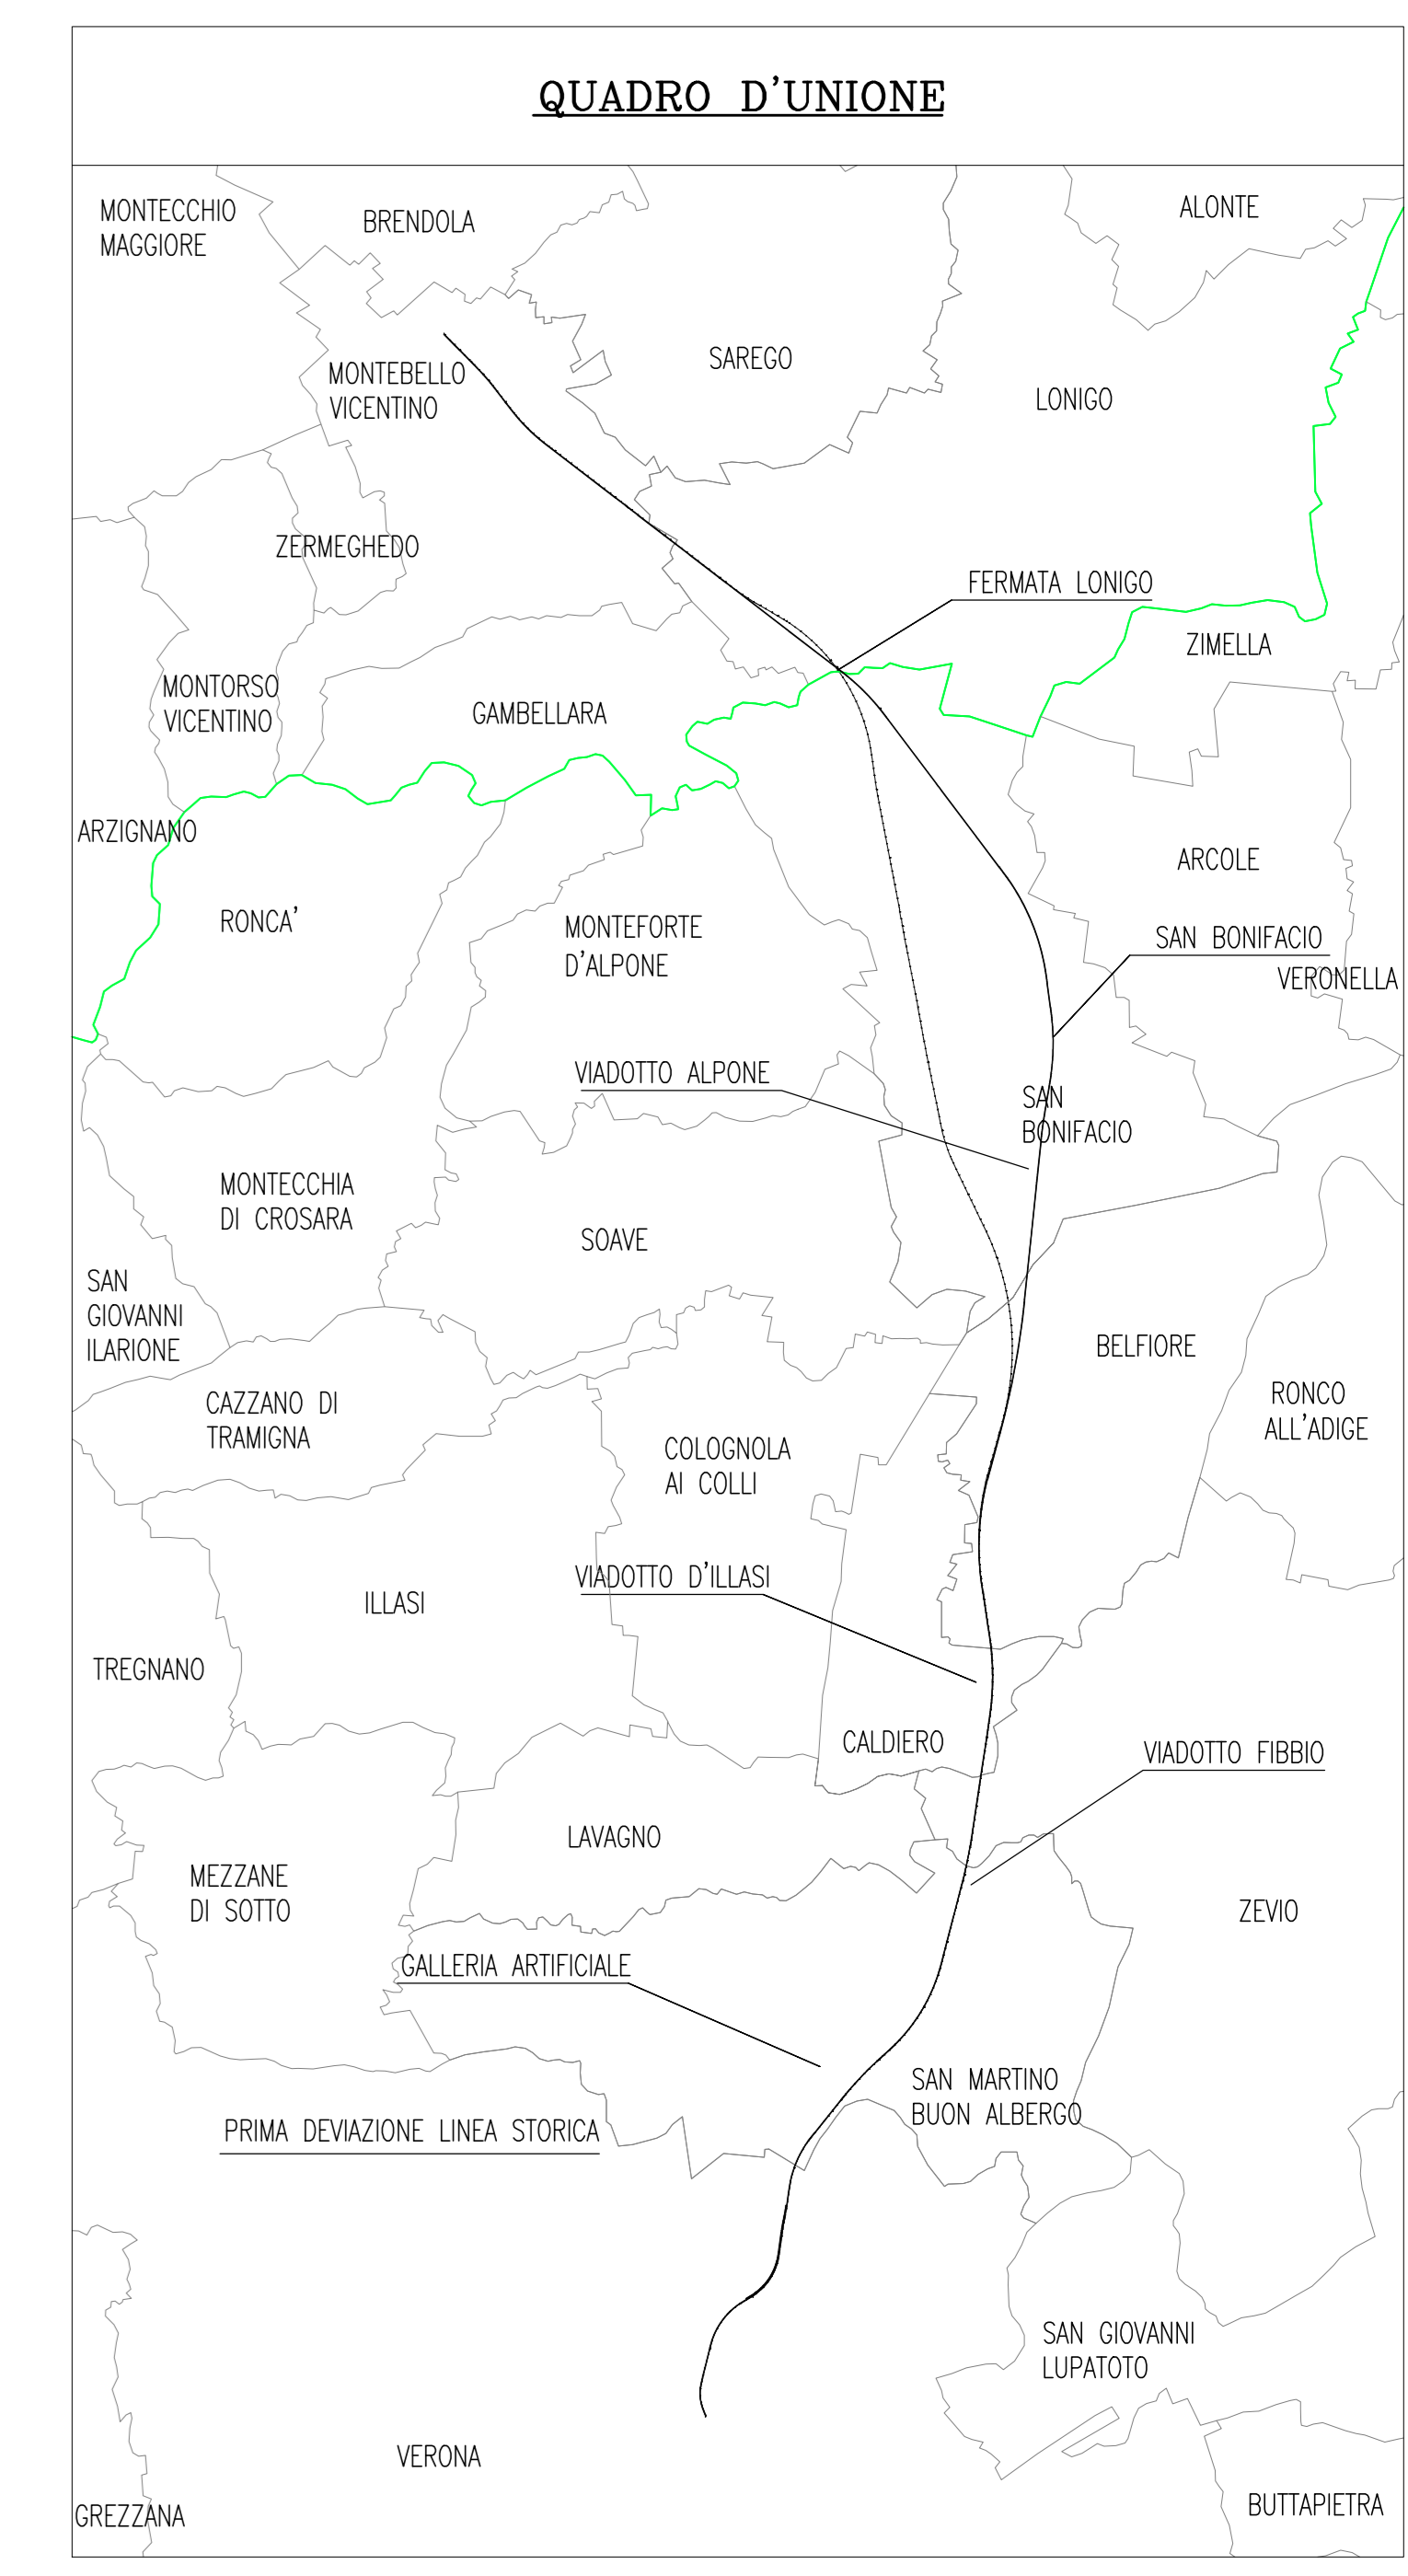 QUADRO D'UNIONE
MONTECCHIO
MAGGIORE
BRENDOLA
ALONTE
SAREGO
MONTEBELLO
VICENTINO
LONIGO
ZERMEGHEDO
FERMATA LONIGO
ZIMELLA
MONTORSO
VICENTINO
GAMBELLARA
ARZIGNANO
ARCOLE
RONCA'
MONTEFORTE
D'ALPONE
SAN BONIFACIO
VERONELLA
VIADOTTO ALPONE
SAN
BONIFACIO
MONTECCHIA
DI CROSARA
SOAVE
SAN
GIOVANNI
ILARIONE
BELFIORE
CAZZANO DI
TRAMIGNA
RONCO
ALL'ADIGE
COLOGNOLA
AI COLLI
VIADOTTO D'ILLASI
ILLASI
TREGNANO
CALDIERO
VIADOTTO FIBBIO
LAVAGNO
MEZZANE
DI SOTTO
ZEVIO
GALLERIA ARTIFICIALE
SAN MARTINO
BUON ALBERGO
PRIMA DEVIAZIONE LINEA STORICA
SAN GIOVANNI
LUPATOTO
VERONA
GREZZANA
BUTTAPIETRA